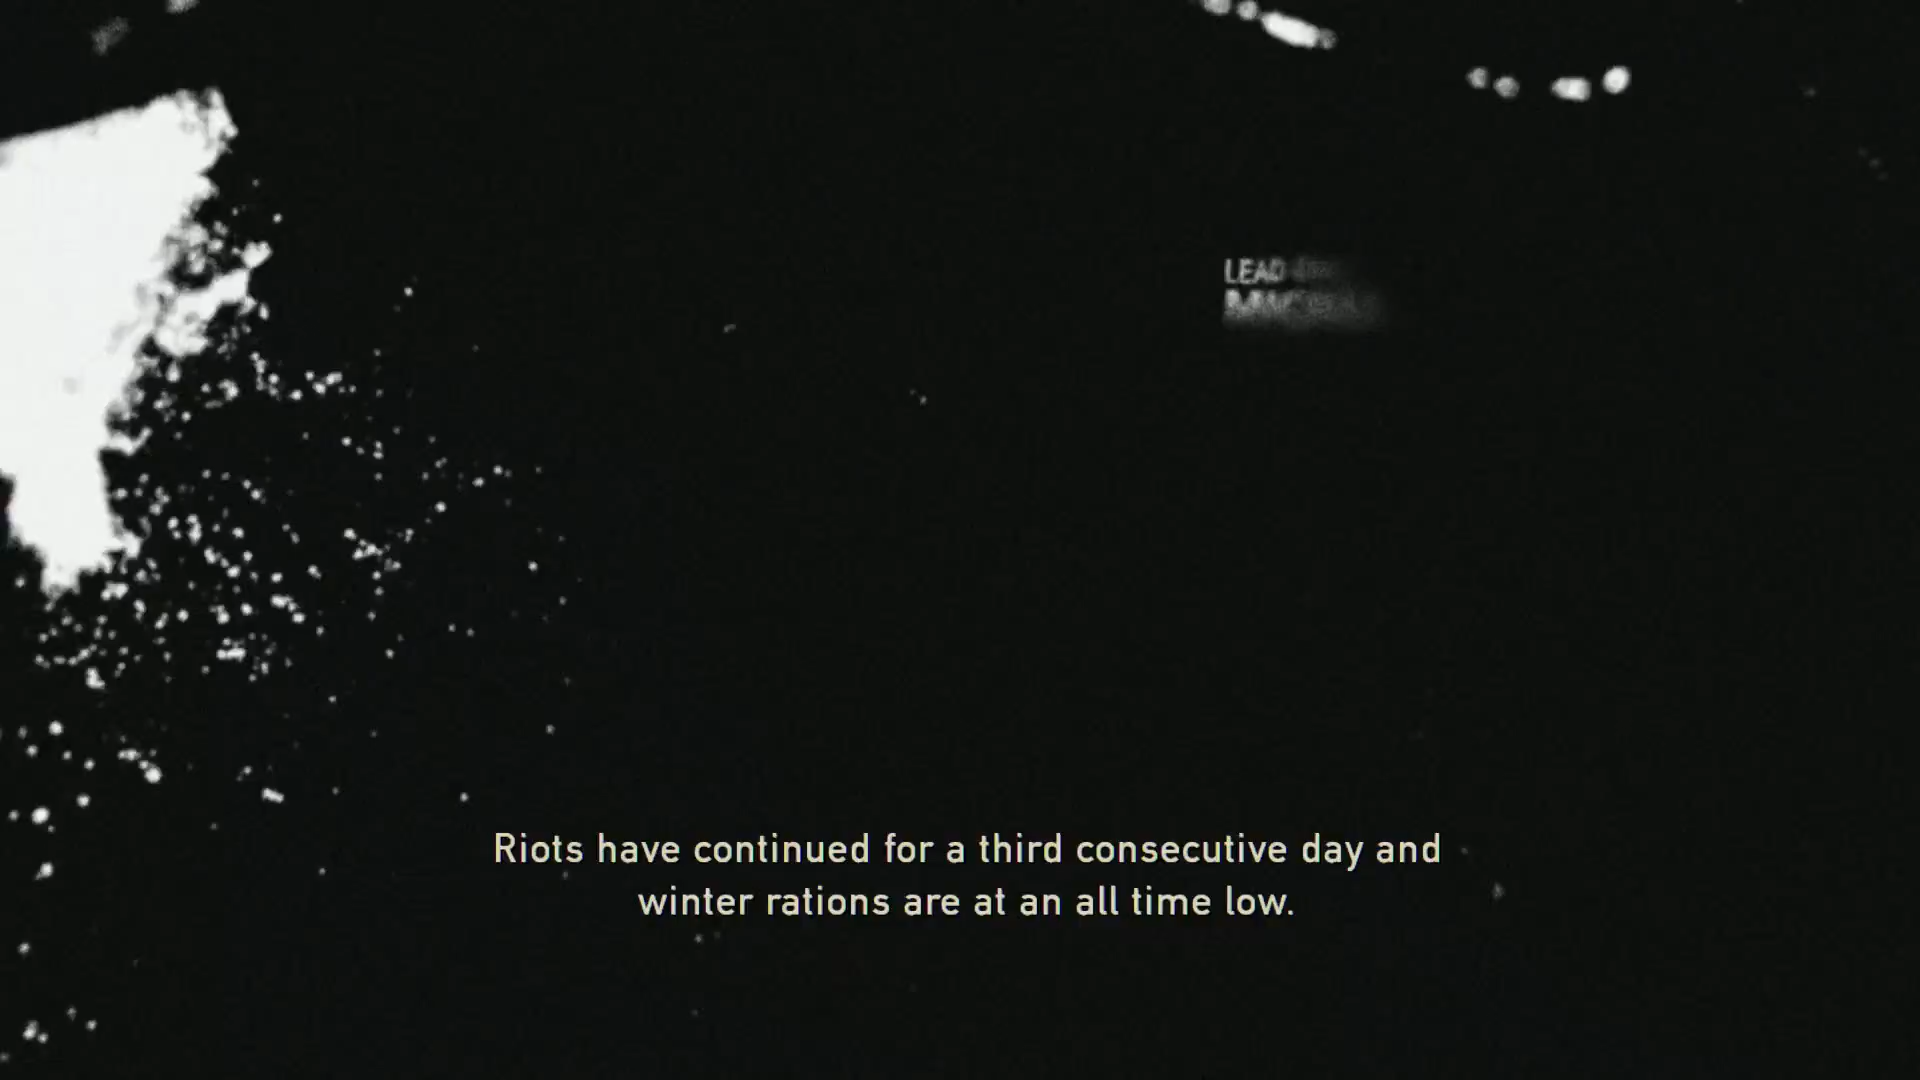 LEAD
Riots have continued for a third consecutive day and
winter rations are at an all time low.